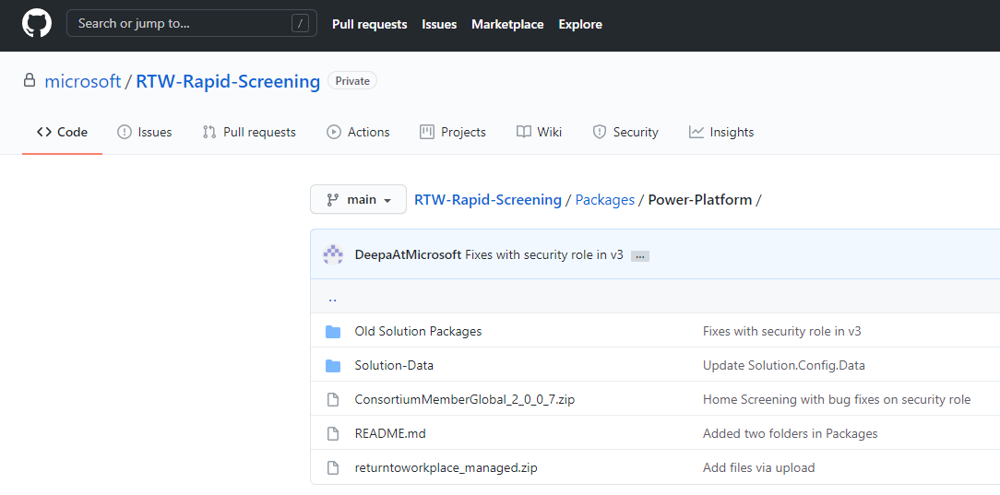 Search or jump to... /
Pull requests Issues Marketplace Explore
microsoft / RTW-Rapid-Screening Private
Code Issues Pull requests Actions Projects Wiki Security Insights
main RTW-Rapid-Screening / Packages / Power-Platform /
DeepaAtMicrosoft Fixes with security role in v3 ...
..
Old Solution Packages Fixes with security role in v3
Solution-Data Update Solution.Config.Data
ConsortiumMemberGlobal_2_0_0_7.zip Home Screening with bug fixes on security role
README.md Added two folders in Packages
returntoworkplace_managed.zip Add files via upload